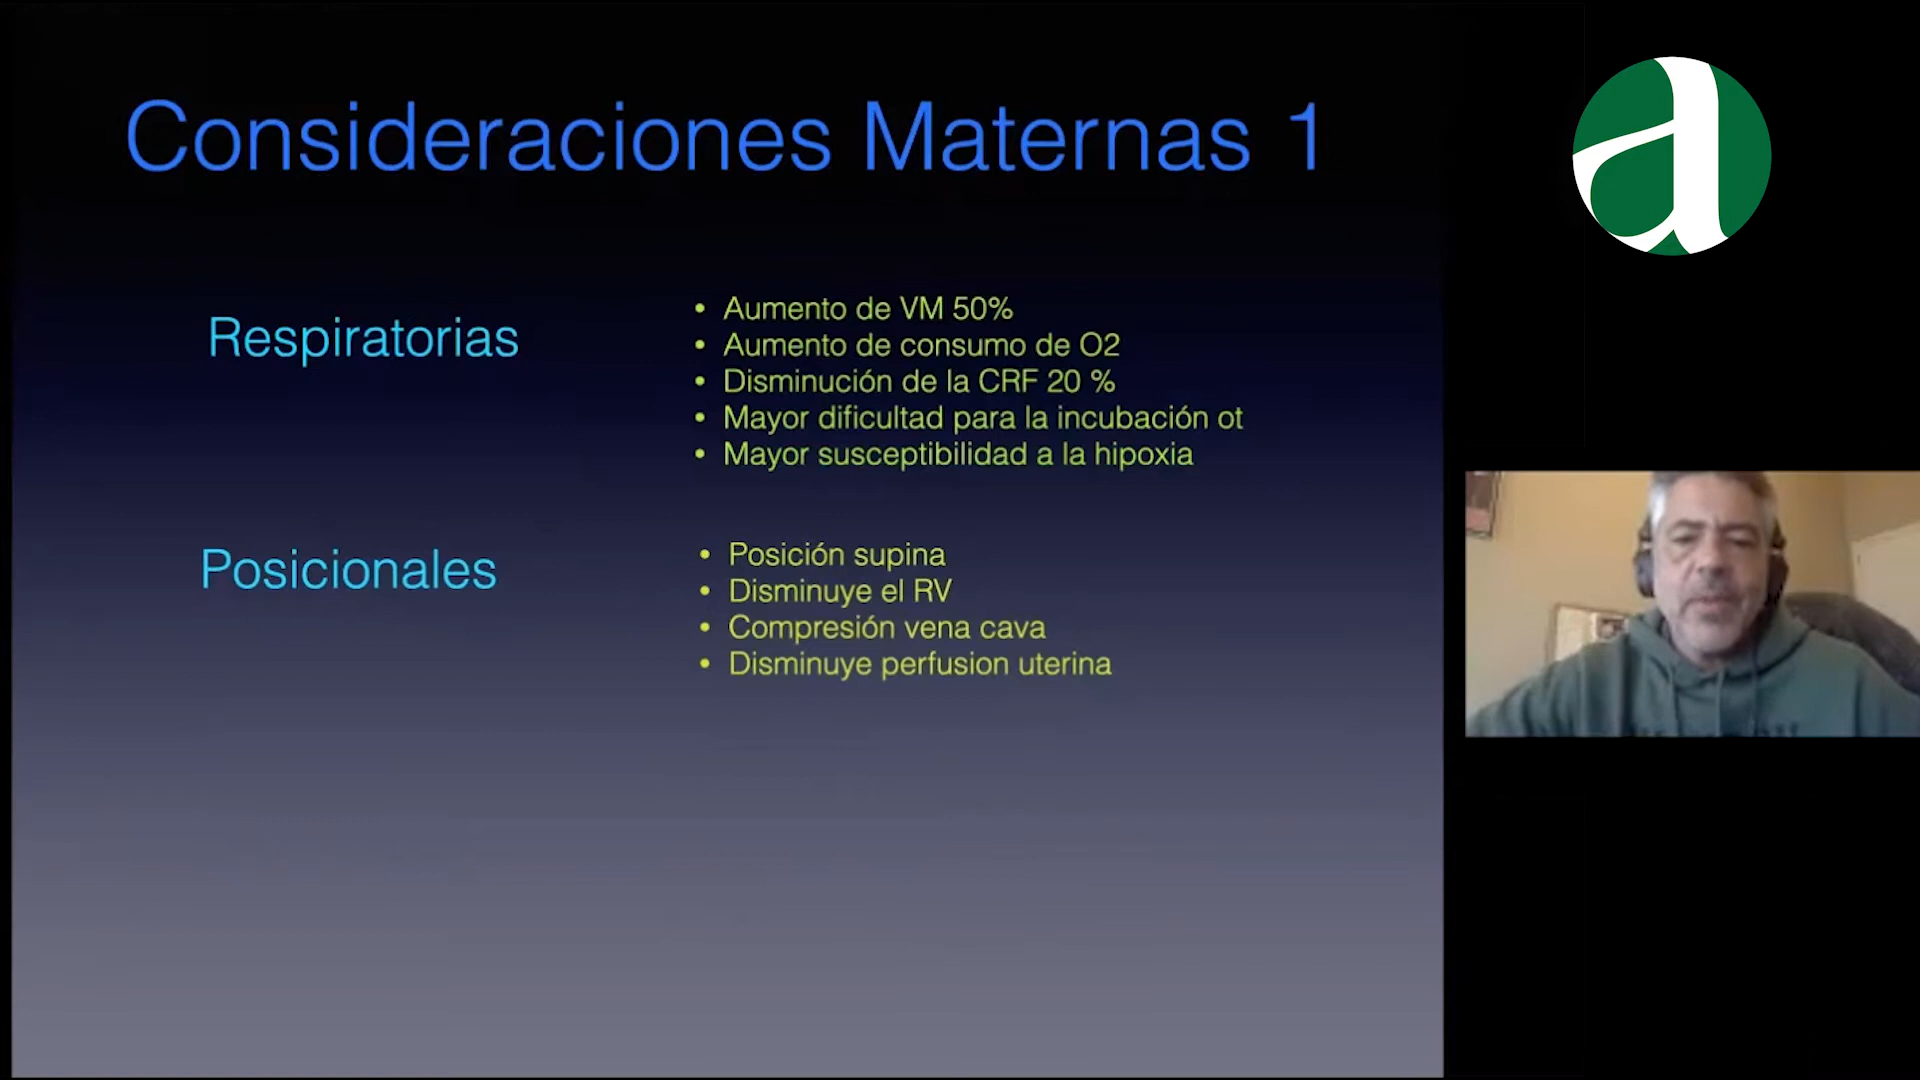 Consideraciones Maternas 1
Respiratorias
• Aumento de VM 50%
• Aumento de consumo de O2
• Disminución de la CRF 20 %
• Mayor dificultad para la incubación ot
• Mayor susceptibilidad a la hipoxia
Posicionales
• Posición supina
• Disminuye el RV
• Compresión vena cava
• Disminuye perfusion uterina
a